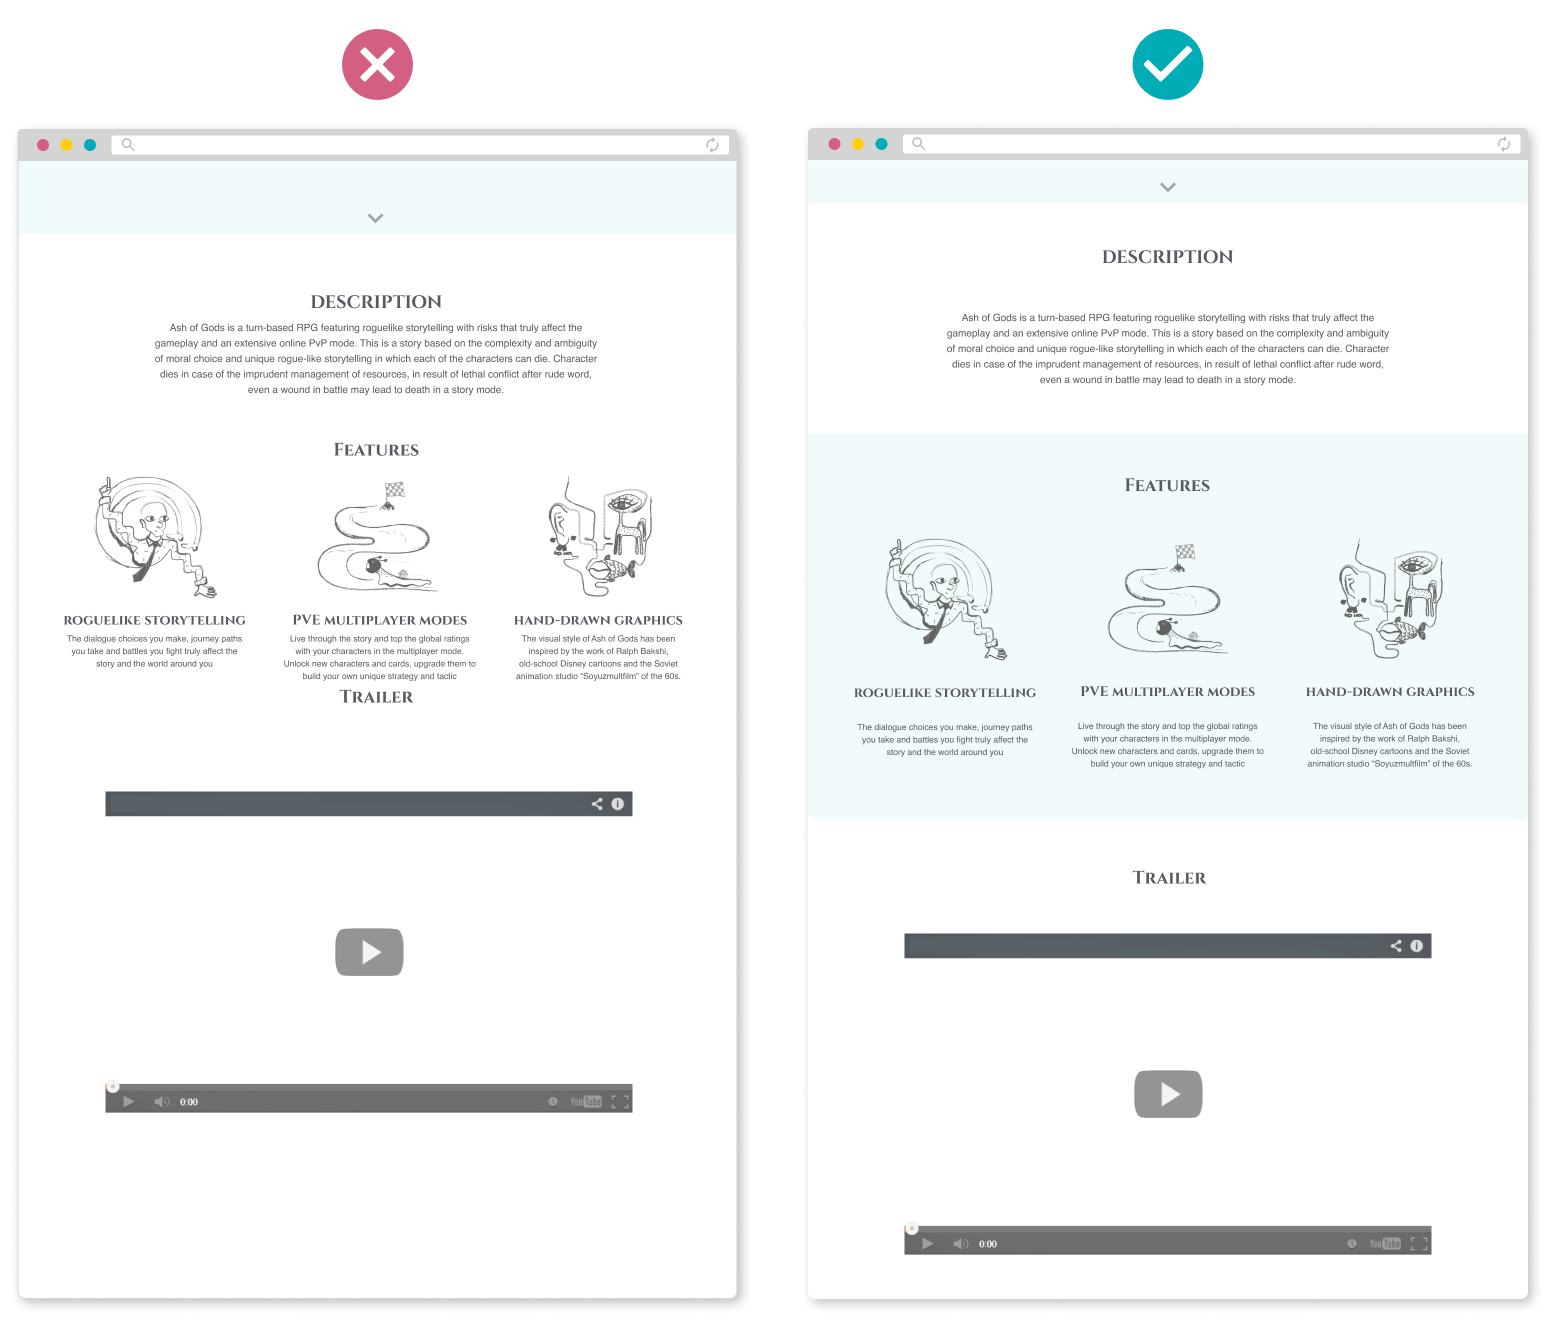 DESCRIPTION
Ash of Gods is a turn-based RPG featuring roguelike storytelling with risks that truly affect the
gameplay and an extensive online PvP mode. This is a story based on the complexity and ambiguity
of moral choice and unique rogue-like storytelling in which each of the characters can die. Character
dies in case of the imprudent management of resources, in result of lethal conflict after rude word,
even a wound in battle may lead to death in a story mode.
Features
ROGUELIKE STORYTELLING
The dialogue choices you make, journey paths
you take and battles you fight truly affect the
story and the world around you
PVE MULTIPLAYER MODES
Live through the story and top the global ratings
with your characters in the multiplayer mode.
Unlock new characters and cards, upgrade them to
build your own unique strategy and tactic
HAND-DRAWN GRAPHICS
The visual style of Ash of Gods has been
inspired by the work of Ralph Bakshi,
old-school Disney cartoons and the Soviet
animation studio “Soyuzmultfilm” of the 60s.
Trailer
0:00
YouTube
DESCRIPTION
Ash of Gods is a turn-based RPG featuring roguelike storytelling with risks that truly affect the
gameplay and an extensive online PvP mode. This is a story based on the complexity and ambiguity
of moral choice and unique rogue-like storytelling in which each of the characters can die. Character
dies in case of the imprudent management of resources, in result of lethal conflict after rude word,
even a wound in battle may lead to death in a story mode.
Features
ROGUELIKE STORYTELLING
The dialogue choices you make, journey paths
you take and battles you fight truly affect the
story and the world around you
PVE MULTIPLAYER MODES
Live through the story and top the global ratings
with your characters in the multiplayer mode.
Unlock new characters and cards, upgrade them to
build your own unique strategy and tactic
HAND-DRAWN GRAPHICS
The visual style of Ash of Gods has been
inspired by the work of Ralph Bakshi,
old-school Disney cartoons and the Soviet
animation studio “Soyuzmultfilm” of the 60s.
Trailer
0:00
YouTube